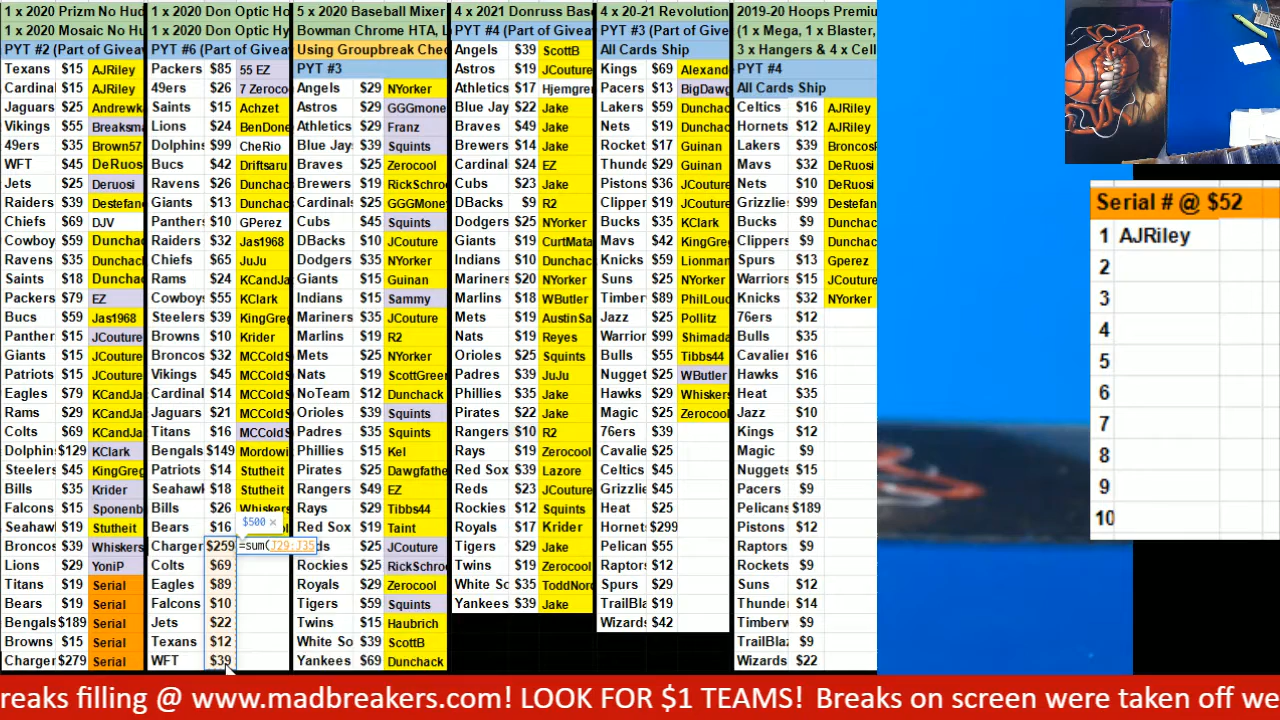 1 x 2020 Prizm No Hu
1 x 2020 Mosaic No Hu
PYT #2 (Part of Giveav
Texans $15 AJRiley
Cardinal $15 AJRiley
Jaguars $25 Andrewk
Vikings $55 Breaksma
49ers $35 Brown57
WFT $45 DeRuos
Jets $25 Deruosi
Raiders $39 Destefan
Chiefs $69 DJV
Cowboy $59 Dunchac
Ravens $35 Dunchac
Saints $18 Dunchac
Packers $79 EZ
Bucs $59 Jas1968
Panther $15 JCouture
Giants $15 JCouture
Patriots $15 JCouture
Eagles $79 KCandJa
Rams $29 KCandJa
Colts $69 KCandJa
Dolphin $129 KClark
Steelers $45 KingGreg
Bills $35 Krider
Falcons $15 Sponenb
Seahaw $19 Stutheit
Broncos $39 Whiskers
Lions $29 YoniP
Titans $19 Serial
Bears $19 Serial
Bengals $189 Serial
Browns $15 Serial
Charger $279 Serial
1 x 2020 Don Optic Ho
1 x 2020 Don Optic Hy
PYT #6 (Part of Giveav
Packers $85 55 EZ
49ers $26 7 Zeroco
Saints $15 Achzet
Lions $24 BenDone
Dolphins $99 CheRio
Bucs $42 Driftsaru
Ravens $26 Dunchac
Giants $13 Dunchac
Panthers $10 GPerez
Raiders $32 Jas1968
Chiefs $65 JuJu
Rams $24 KCandJa
Cowboys $55 KClark
Steelers $39 KingGre
Browns $10 Krider
Broncos $32 MCColdS
Vikings $45 MCColdS
Cardinal $14 MCColdS
Jaguars $21 MCColdS
Titans $16 MCColdS
Bengals $149 Mordowi
Patriots $14 Stutheit
Seahawk $18 Stutheit
Bills $26 Whiskers
Bears $16
$500 ×
Charger $259 =sum(J29:J35
Colts $69
Eagles $89
Falcons $10
Jets $22
Texans $12
WFT $39
5 x 2020 Baseball Mixer
Bowman Chrome HTA, L
Using Groupbreak Chec
PYT #3
Angels $29 NYorker
Astros $29 GGGmone
Athletics $29 Franz
Blue Jay $39 Squints
Braves $25 Zerocool
Brewers $19 RickSchro
Cardinals $25 GGGMone
Cubs $45 Squints
DBacks $10 JCouture
Dodgers $35 NYorker
Giants $15 Guinan
Indians $15 Sammy
Mariners $35 JCouture
Marlins $19 R2
Mets $25 NYorker
Nats $19 ScottGreer
NoTeam $12 Dunchack
Orioles $39 Squints
Padres $35 Squints
Phillies $15 Kel
Pirates $25 Dawgfathe
Rangers $49 EZ
Rays $29 Tibbs44
Red Sox $19 Taint
ds $25 JCouture
Rockies $25 RickSchro
Royals $29 Zerocool
Tigers $59 Squints
Twins $15 Haubrich
White So $39 ScottB
Yankees $69 Dunchack
4 x 2021 Donruss Bas
PYT #4 (Part of Givea
Angels $39 ScottB
Astros $19 JCouture
Athletics $17 Hjemgrer
Blue Jay $22 Jake
Braves $49 Jake
Brewers $14 Jake
Cardinal $24 EZ
Cubs $23 Jake
DBacks $9 R2
Dodgers $25 NYorker
Giants $19 CurtMata
Indians $10 Dunchac
Mariners $20 NYorker
Marlins $18 WButler
Mets $19 AustinSa
Nats $19 Reyes
Orioles $25 Squints
Padres $39 JuJu
Phillies $35 Jake
Pirates $22 Jake
Rangers $10 R2
Rays $19 Zerocool
Red Sox $39 Lazore
Reds $23 JCouture
Rockies $12 Squints
Royals $17 Krider
Tigers $29 Jake
Twins $19 Zerocool
White So $35 ToddNord
Yankees $39 Jake
4 x 20-21 Revolution
PYT #3 (Part of Givea
All Cards Ship
Kings $69 Alexand
Pacers $13 BigDawg
Lakers $59 Dunchac
Nets $19 Dunchac
Rocket $17 Guinan
Thunde $29 Guinan
Pistons $36 JCouture
Clipper $19 JCouture
Bucks $35 KClark
Mavs $42 KingGre
Knicks $59 Lionman
Suns $25 NYorker
Timber $89 PhilLouc
Jazz $25 Pollitz
Warrior $99 Shimada
Bulls $55 Tibbs44
Nugget $25 WButler
Hawks $29 Whiskers
Magic $25 Zerocool
76ers $39
Cavalie $25
Celtics $45
Grizzlie $45
Heat $25
Hornet $299
Pelican $55
Raptor $12
Spurs $29
TrailBla $19
Wizard $42
2019-20 Hoops Premiu
(1 x Mega, 1 x Blaster,
3 x Hangers & 4 x Cell
PYT #4
All Cards Ship
Celtics $16 AJRiley
Hornets $12 AJRiley
Lakers $39 Broncos
Mavs $32 DeRuosi
Nets $10 DeRuosi
Grizzlie $99 Destefan
Bucks $9 Dunchac
Clippers $9 Dunchac
Spurs $13 Gperez
Warriors $15 JCouture
Knicks $32 NYorker
76ers $12
Bulls $35
Cavalier $16
Hawks $16
Heat $35
Jazz $10
Kings $12
Magic $9
Nuggets $15
Pacers $9
Pelicans $189
Pistons $12
Raptors $9
Rockets $9
Suns $12
Thunde $14
Timberw $9
TrailBlaz $9
Wizards $22
Serial # @ $52
1 AJRiley
2
3
4
5
6
7
8
9
10
reaks filling @ www.madbreakers.com! LOOK FOR $1 TEAMS! Breaks on screen were taken off we